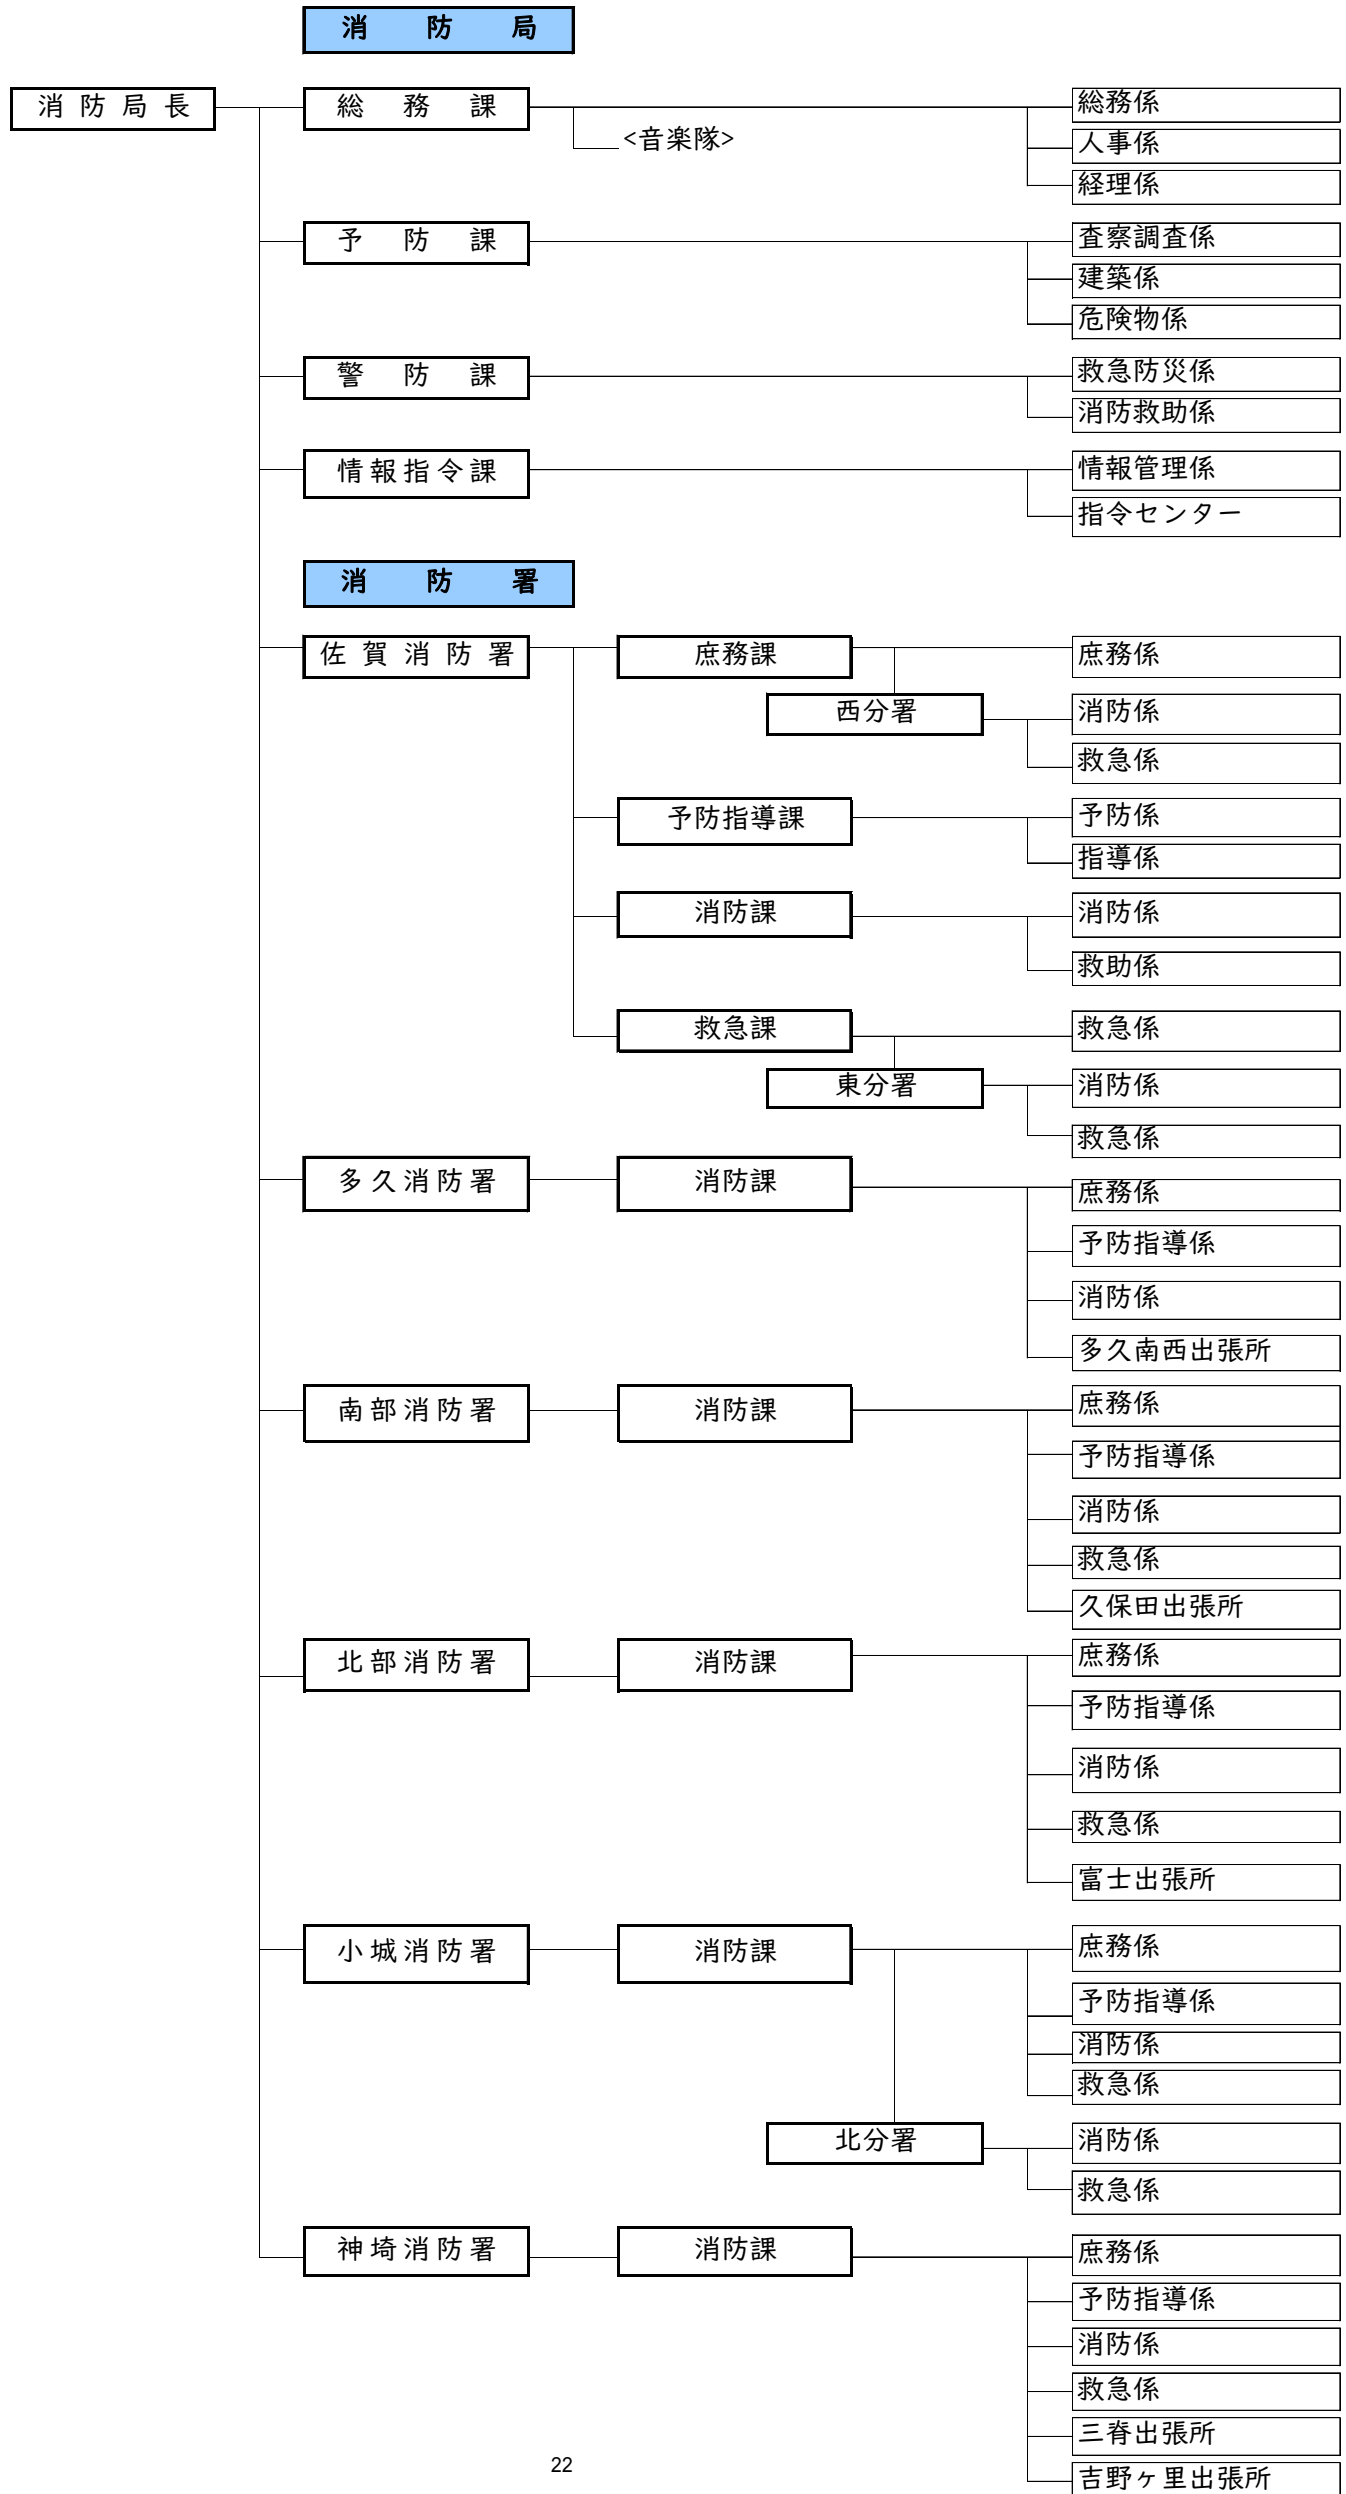 消防局
消防局長
総務課
総務係
<音楽隊>
人事係
経理係
予防課
査察調査係
建築係
危険物係
警防課
救急防災係
消防救助係
情報指令課
情報管理係
指令センター
消防署
佐賀消防署
庶務課
庶務係
西分署
消防係
救急係
予防指導課
予防係
指導係
消防課
消防係
救助係
救急課
救急係
東分署
消防係
救急係
多久消防署
消防課
庶務係
予防指導係
消防係
多久南西出張所
南部消防署
消防課
庶務係
予防指導係
消防係
救急係
久保田出張所
北部消防署
消防課
庶務係
予防指導係
消防係
救急係
富士出張所
小城消防署
消防課
庶務係
予防指導係
消防係
救急係
北分署
消防係
救急係
神埼消防署
消防課
庶務係
予防指導係
消防係
救急係
三脊出張所
吉野ヶ里出張所
22